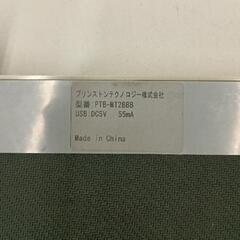 プリンストンテクノロジー株式会社
型番:PTB-MT2BBB
USB:DC5V 55mA
Made in China